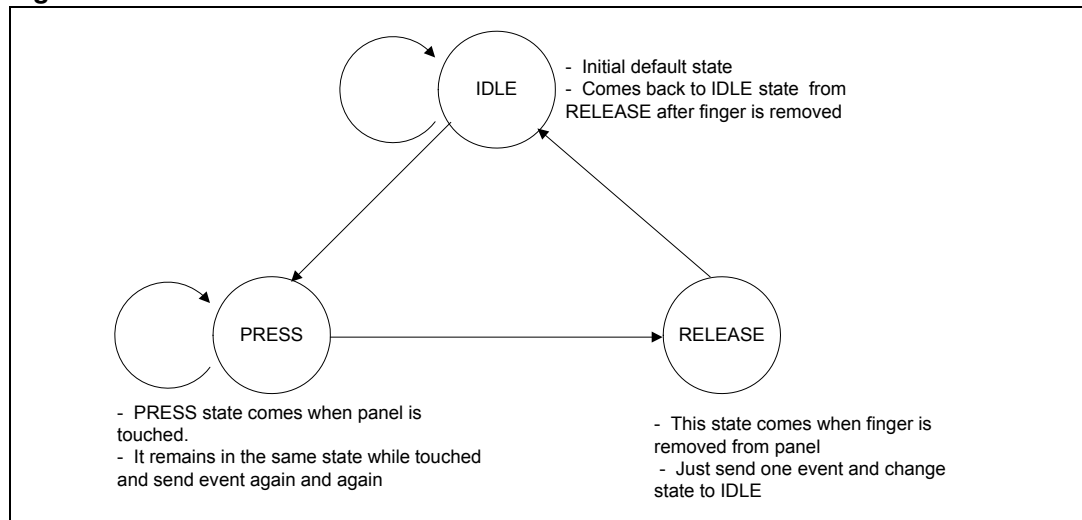 IDLE
- Initial default state
- Comes back to IDLE state from
RELEASE after finger is removed
PRESS
RELEASE
- PRESS state comes when panel is
touched.
- It remains in the same state while touched
and send event again and again
- This state comes when finger is
removed from panel
- Just send one event and change
state to IDLE